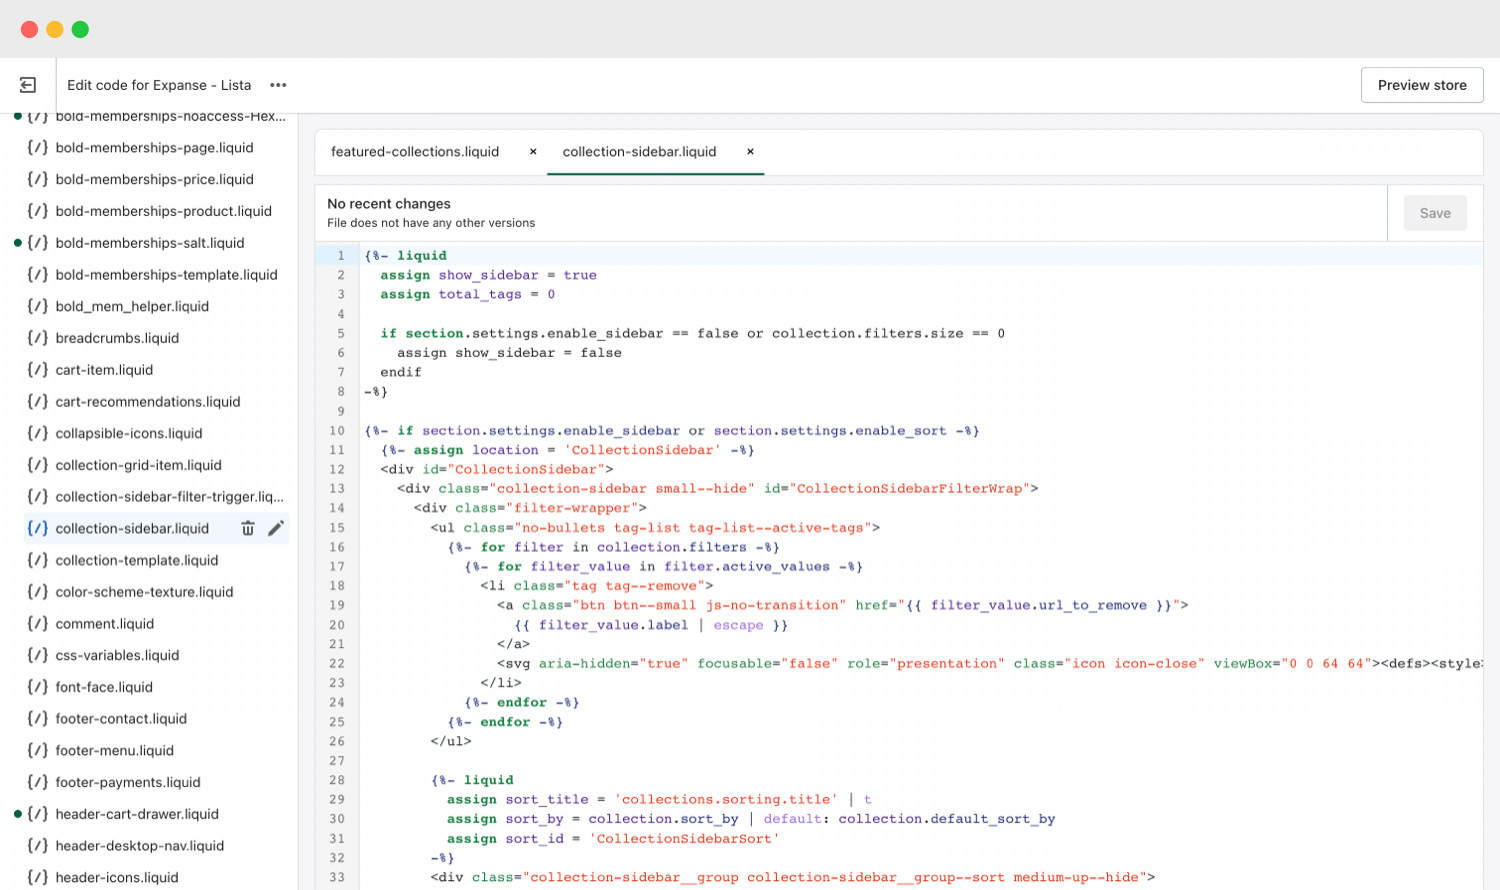 Edit code for Expanse - Lista •••
Preview store
{/} bold-memberships-noaccess-Hex...
{/} bold-memberships-page.liquid
{/} bold-memberships-price.liquid
{/} bold-memberships-product.liquid
{/} bold-memberships-salt.liquid
{/} bold-memberships-template.liquid
{/} bold_mem_helper.liquid
{/} breadcrumbs.liquid
{/} cart-item.liquid
{/} cart-recommendations.liquid
{/} collapsible-icons.liquid
{/} collection-grid-item.liquid
{/} collection-sidebar-filter-trigger.liq...
{/} collection-sidebar.liquid
{/} collection-template.liquid
{/} color-scheme-texture.liquid
{/} comment.liquid
{/} css-variables.liquid
{/} font-face.liquid
{/} footer-contact.liquid
{/} footer-menu.liquid
{/} footer-payments.liquid
{/} header-cart-drawer.liquid
{/} header-desktop-nav.liquid
{/} header-icons.liquid
featured-collections.liquid × collection-sidebar.liquid ×
No recent changes
File does not have any other versions
Save
1 {%- liquid
2   assign show_sidebar = true
3   assign total_tags = 0
4
5   if section.settings.enable_sidebar == false or collection.filters.size == 0
6     assign show_sidebar = false
7   endif
8 -%}
9
10 {%- if section.settings.enable_sidebar or section.settings.enable_sort -%}
11   {%- assign location = 'CollectionSidebar' -%}
12   <div id="CollectionSidebar">
13     <div class="collection-sidebar small--hide" id="CollectionSidebarFilterWrap">
14       <div class="filter-wrapper">
15         <ul class="no-bullets tag-list tag-list--active-tags">
16           {%- for filter in collection.filters -%}
17             {%- for filter_value in filter.active_values -%}
18               <li class="tag tag--remove">
19                 <a class="btn btn--small js-no-transition" href="{{ filter_value.url_to_remove }}">
20                   {{ filter_value.label | escape }}
21                 </a>
22                 <svg aria-hidden="true" focusable="false" role="presentation" class="icon icon-close" viewBox="0 0 64 64"><defs><style>
23               </li>
24             {%- endfor -%}
25           {%- endfor -%}
26         </ul>
27
28         {%- liquid
29           assign sort_title = 'collections.sorting.title' | t
30           assign sort_by = collection.sort_by | default: collection.default_sort_by
31           assign sort_id = 'CollectionSidebarSort'
32         -%}
33         <div class="collection-sidebar__group collection-sidebar__group--sort medium-up--hide">